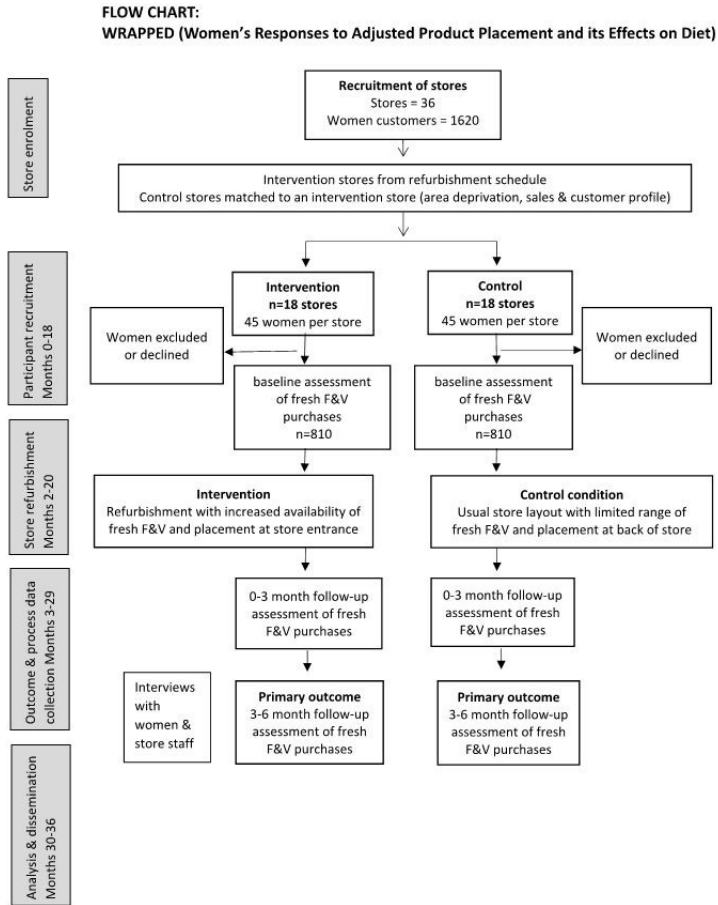 FLOW CHART:
WRAPPED (Women's Responses to Adjusted Product Placement and its Effects on Diet)
Store enrolment
Recruitment of stores
Stores = 36
Women customers = 1620
Intervention stores from refurbishment schedule
Control stores matched to an intervention store (area deprivation, sales & customer profile)
Participant recruitment
Months 0-18
Intervention
n=18 stores
45 women per store
Control
n=18 stores
45 women per store
Women excluded
or declined
Women excluded
or declined
baseline assessment
of fresh F&V
purchases
n=810
baseline assessment
of fresh F&V
purchases
n=810
Store refurbishment
Months 2-20
Intervention
Refurbishment with increased availability of
fresh F&V and placement at store entrance
Control condition
Usual store layout with limited range of
fresh F&V and placement at back of store
Outcome & process data
collection Months 3-29
0-3 month follow-up
assessment of fresh
F&V purchases
0-3 month follow-up
assessment of fresh
F&V purchases
Interviews
with
women &
store staff
Primary outcome
3-6 month follow-up
assessment of fresh
F&V purchases
Primary outcome
3-6 month follow-up
assessment of fresh
F&V purchases
Analysis & dissemination
Months 30-36